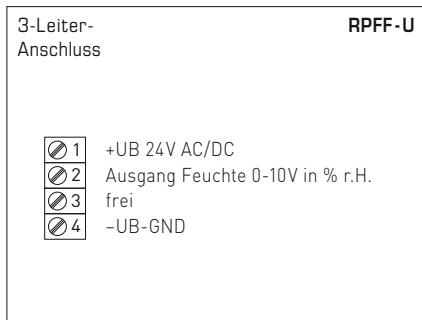 3-Leiter-
Anschluss
RPFF-U
1 +UB 24V AC/DC
2 Ausgang Feuchte 0-10V in % r.H.
3 frei
4 –UB-GND